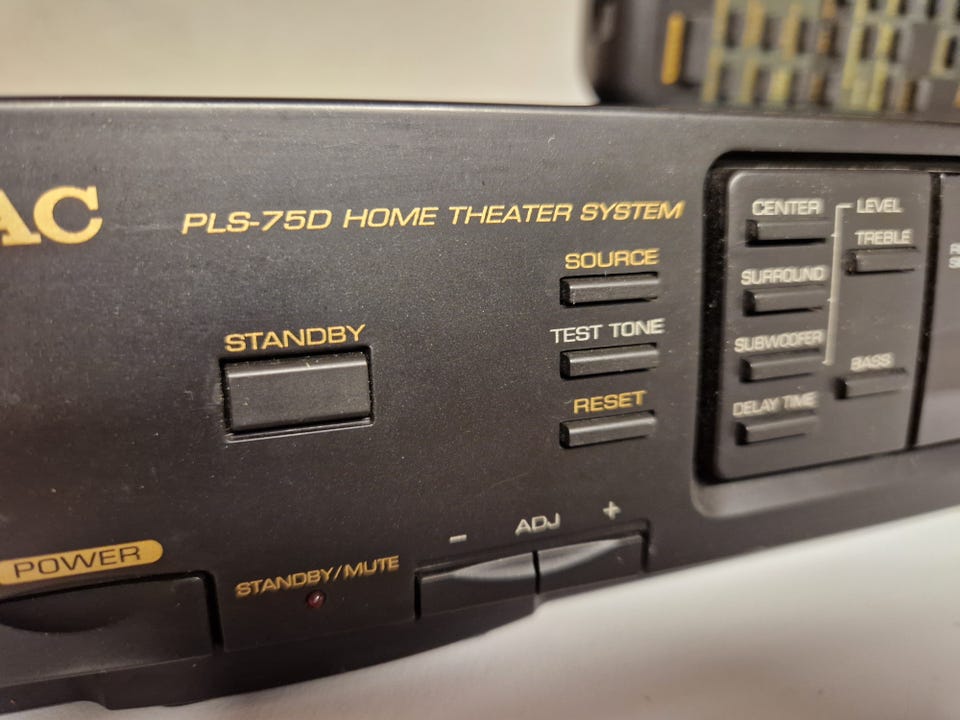 AC
PLS-75D HOME THEATER SYSTEM
STANDBY
SOURCE
TEST TONE
RESET
CENTER
LEVEL
TREBLE
SURROUND
SUBWOOFER
BASS
DELAY TIME
POWER
STANDBY/MUTE
- ADJ +